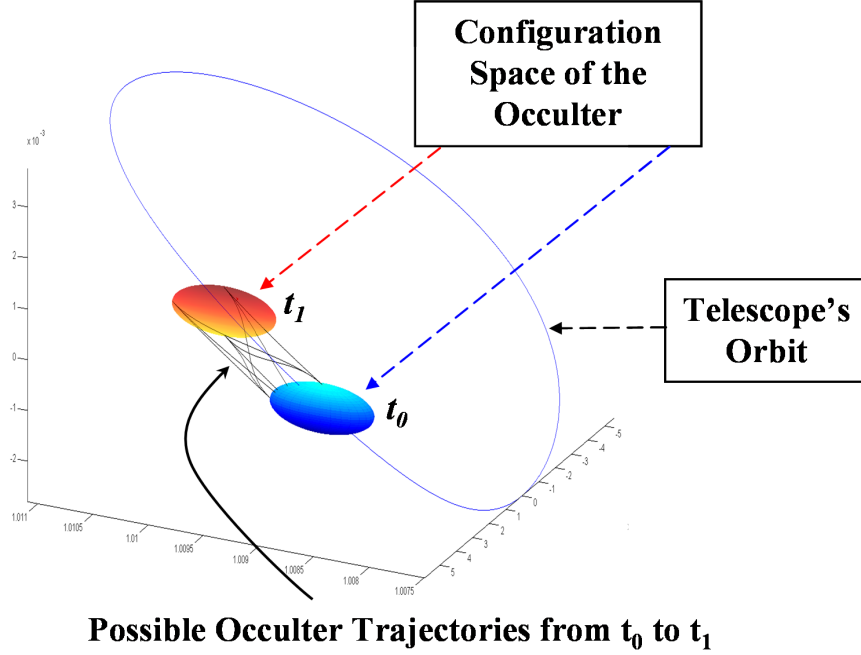 Configuration
Space of the
Occulter
x 10⁻³
3
2
1
0
-1
-2
t₁
t₀
Telescope's
Orbit
-5
-4
-3
-2
-1
0
1
2
3
4
5
1.011
1.0105
1.01
1.0095
1.009
1.0085
1.008
1.0075
Possible Occulter Trajectories from t₀ to t₁